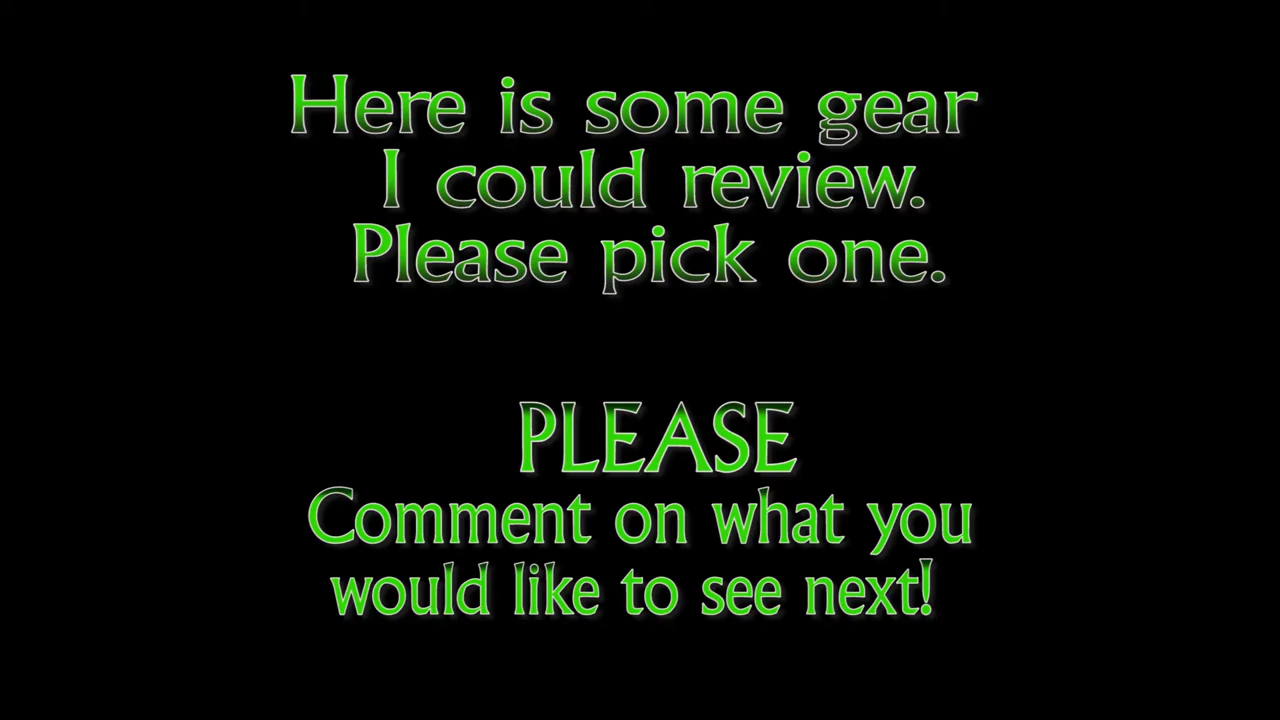 Here is some gear
I could review.
Please pick one.
PLEASE
Comment on what you
would like to see next!